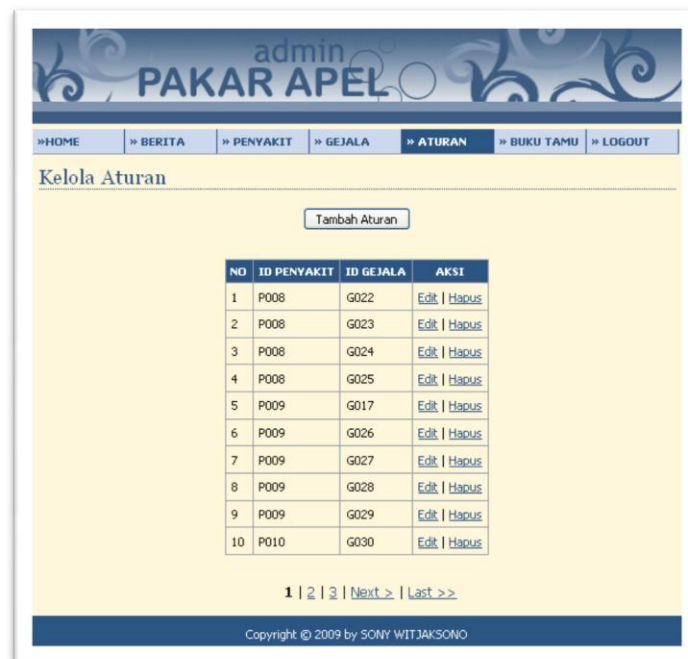 admin
PAKAR APEL
»HOME » BERITA » PENYAKIT » GEJALA » ATURAN » BUKU TAMU » LOGOUT
Kelola Aturan
Tambah Aturan
NO ID PENYAKIT ID GEJALA AKSI
1 P008 G022 Edit | Hapus
2 P008 G023 Edit | Hapus
3 P008 G024 Edit | Hapus
4 P008 G025 Edit | Hapus
5 P009 G017 Edit | Hapus
6 P009 G026 Edit | Hapus
7 P009 G027 Edit | Hapus
8 P009 G028 Edit | Hapus
9 P009 G029 Edit | Hapus
10 P010 G030 Edit | Hapus
1 | 2 | 3 | Next > | Last >>
Copyright © 2009 by SONY WITJAKSONO